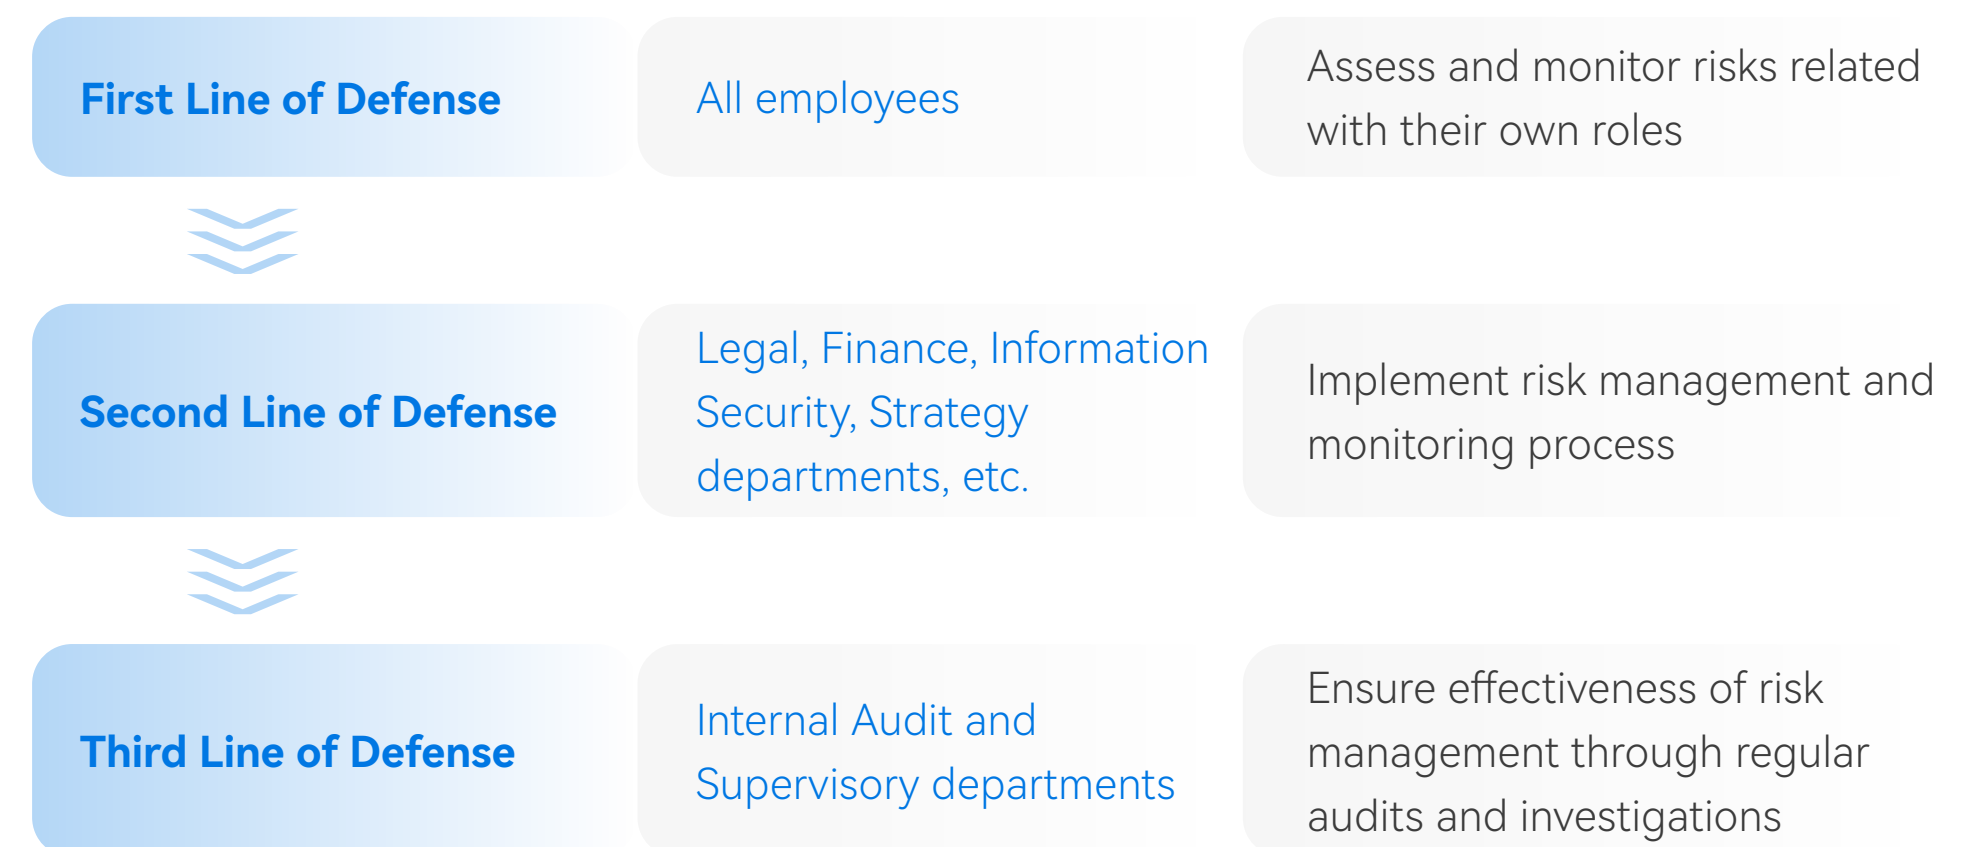 First Line of Defense
All employees
Assess and monitor risks related
with their own roles
Second Line of Defense
Legal, Finance, Information
Security, Strategy
departments, etc.
Implement risk management and
monitoring process
Third Line of Defense
Internal Audit and
Supervisory departments
Ensure effectiveness of risk
management through regular
audits and investigations